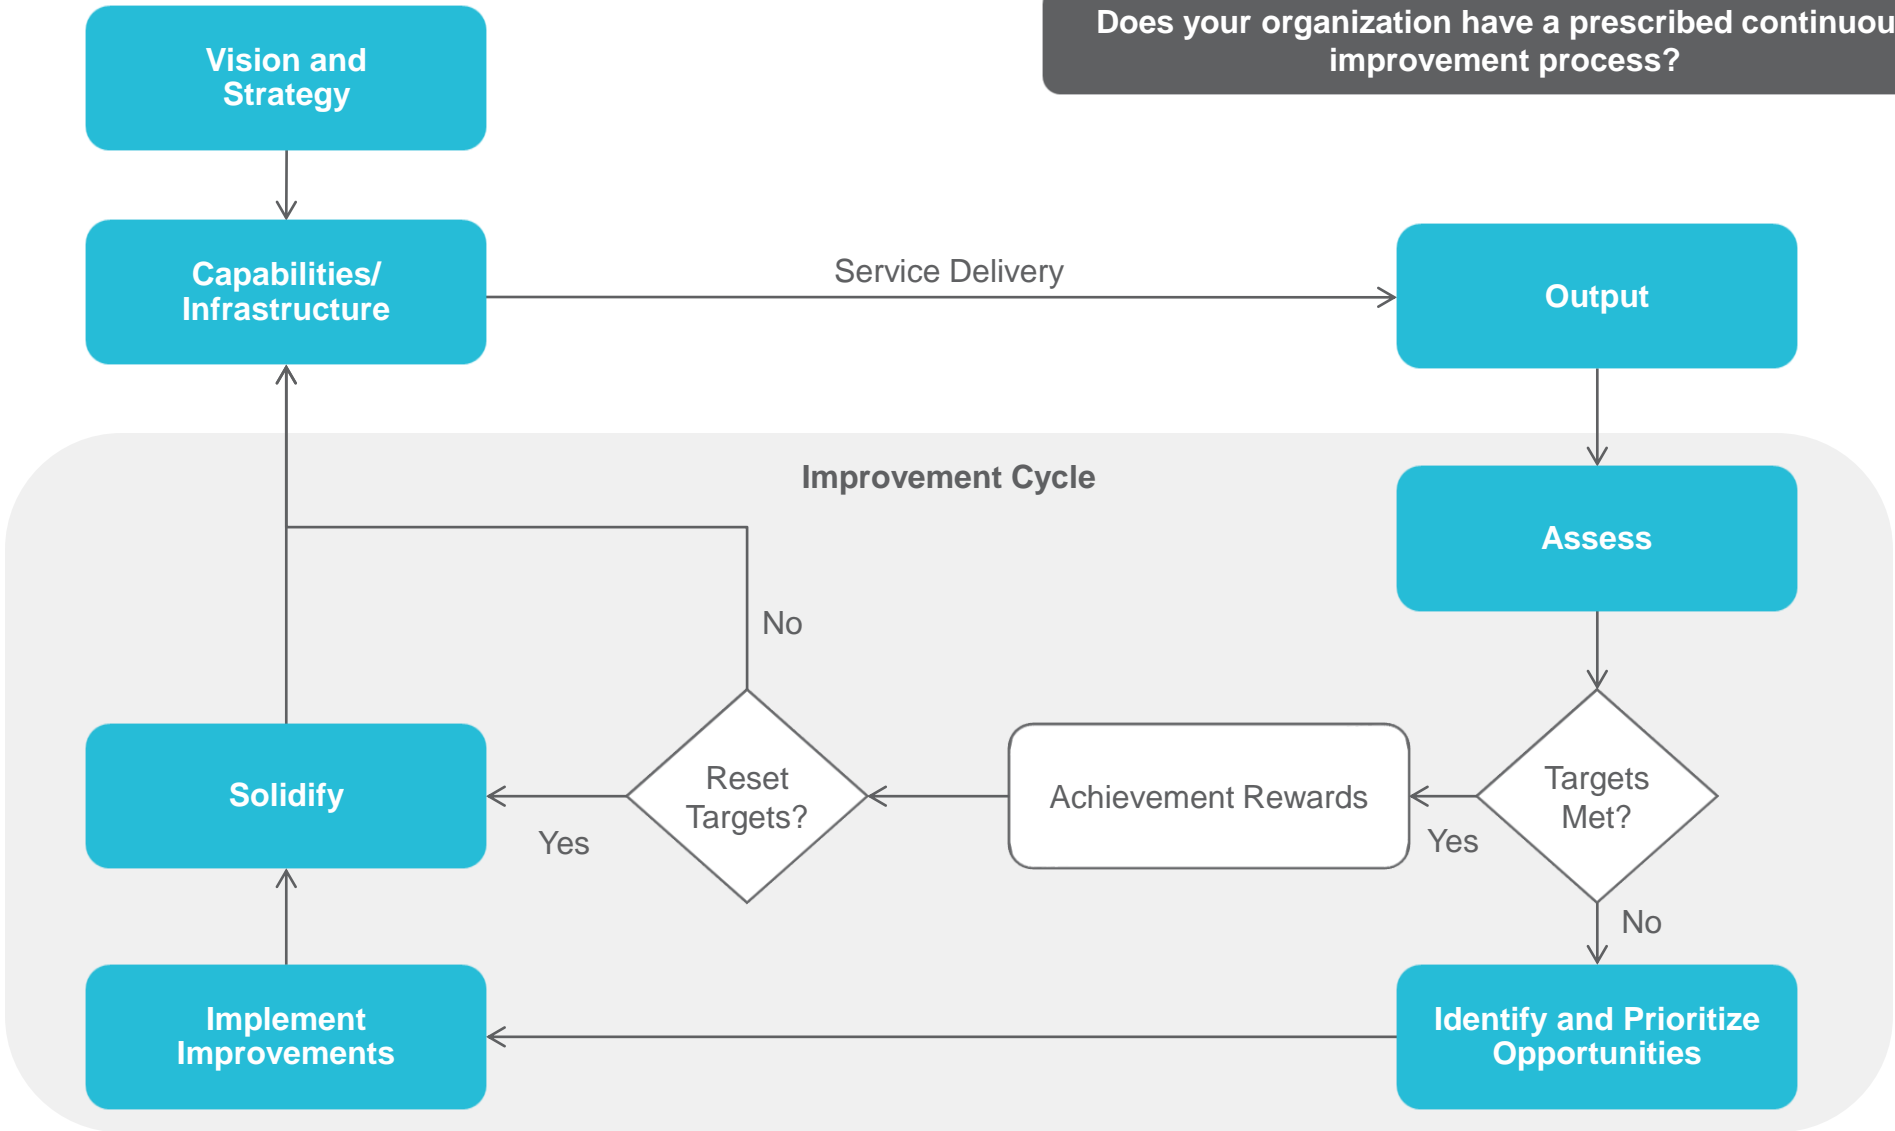 Does your organization have a prescribed continuou
improvement process?
Vision and
Strategy
Capabilities/
Infrastructure
Service Delivery
Output
Improvement Cycle
Assess
No
Solidify
Yes
Reset
Targets?
Achievement Rewards
Yes
Targets
Met?
No
Implement
Improvements
Identify and Prioritize
Opportunities